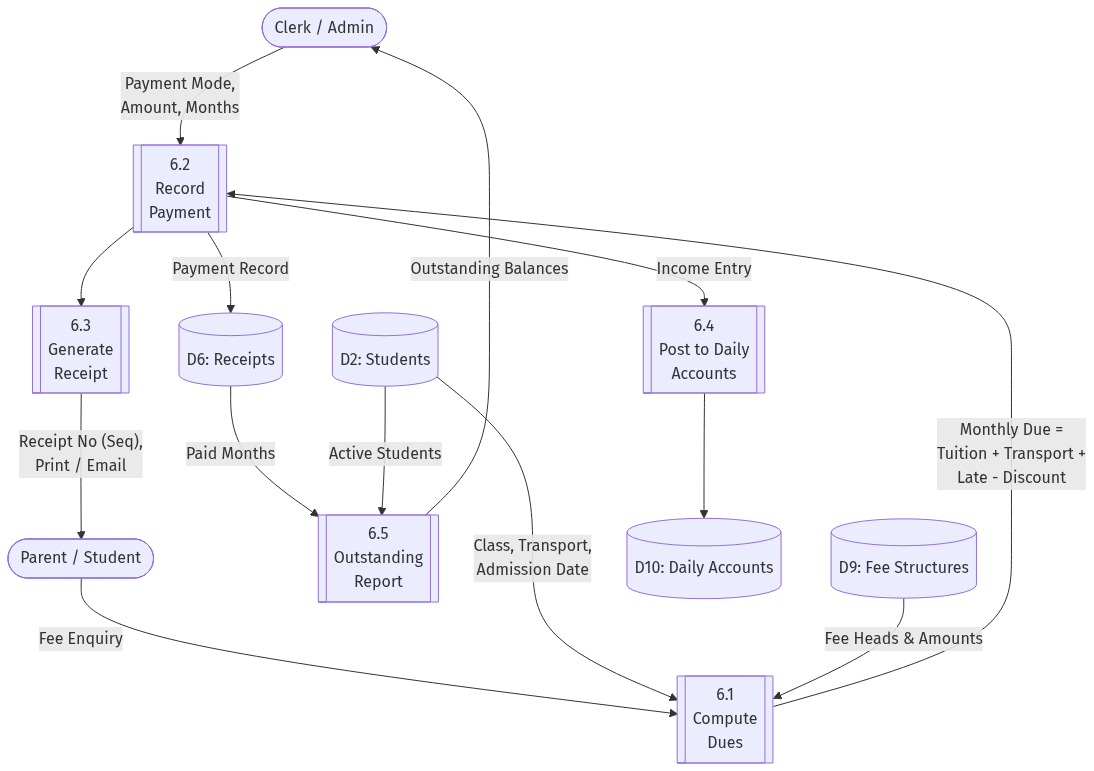 Clerk / Admin
Payment Mode,
Amount, Months
6.2
Record
Payment
Payment Record
Outstanding Balances
Income Entry
6.3
Generate
Receipt
D6: Receipts
D2: Students
6.4
Post to Daily
Accounts
Receipt No (Seq),
Print / Email
Paid Months
Active Students
Monthly Due =
Tuition + Transport +
Late - Discount
Parent / Student
6.5
Outstanding
Report
Class, Transport,
Admission Date
D10: Daily Accounts
D9: Fee Structures
Fee Enquiry
Fee Heads & Amounts
6.1
Compute
Dues